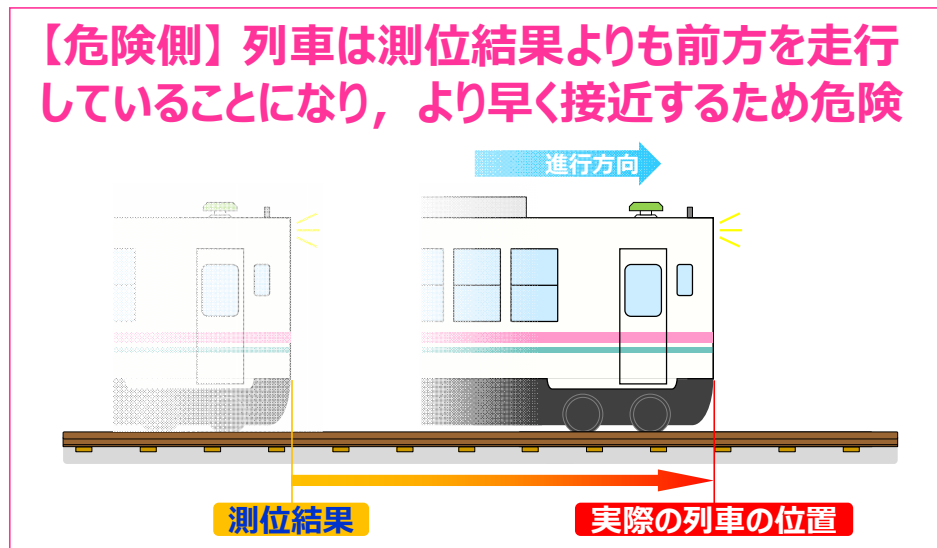 【危険側】列車は測位結果よりも前方を走行
していることになり，より早く接近するため危険
進行方向
測位結果
実際の列車の位置